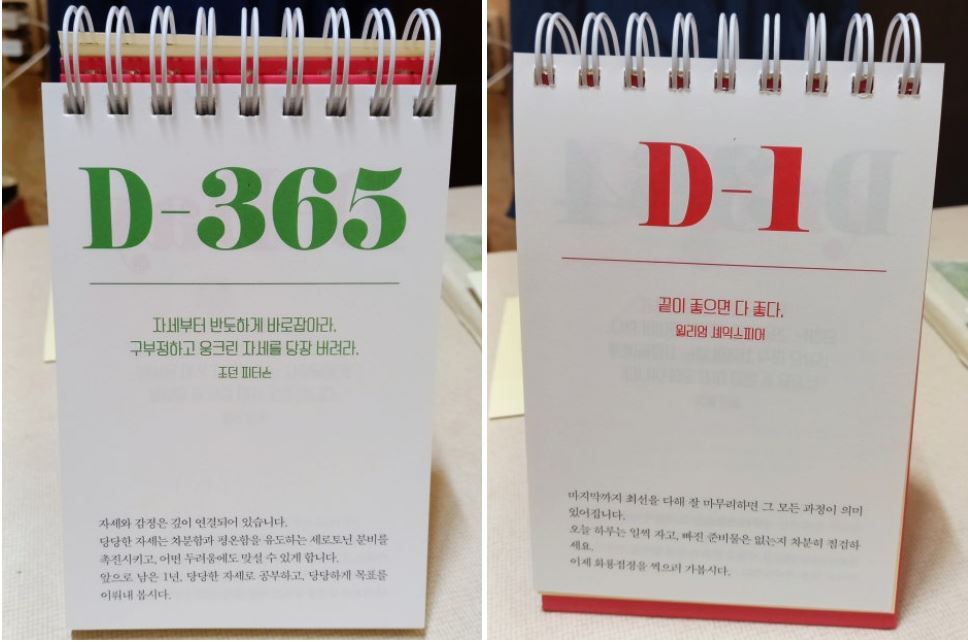 D-365
자세부터 반듯하게 바로잡아라.
구부정하고 웅크린 자세를 당장 버려라.
조던 피터슨
자세와 감정은 깊이 연결되어 있습니다.
당당한 자세는 차분함과 평온함을 유도하는 세로토닌 분비를
촉진시키고, 어떤 두려움에도 맞설 수 있게 합니다.
앞으로 남은 1년, 당당한 자세로 공부하고, 당당하게 목표를
이뤄내 봅시다.
D-1
끝이 좋으면 다 좋다.
윌리엄 셰익스피어
마지막까지 최선을 다해 잘 마무리하면 그 모든 과정이 의미
있어집니다.
오늘 하루는 일찍 자고, 빠진 준비물은 없는지 차분히 점검하
세요.
이제 화룡점정을 찍으러 가봅시다.